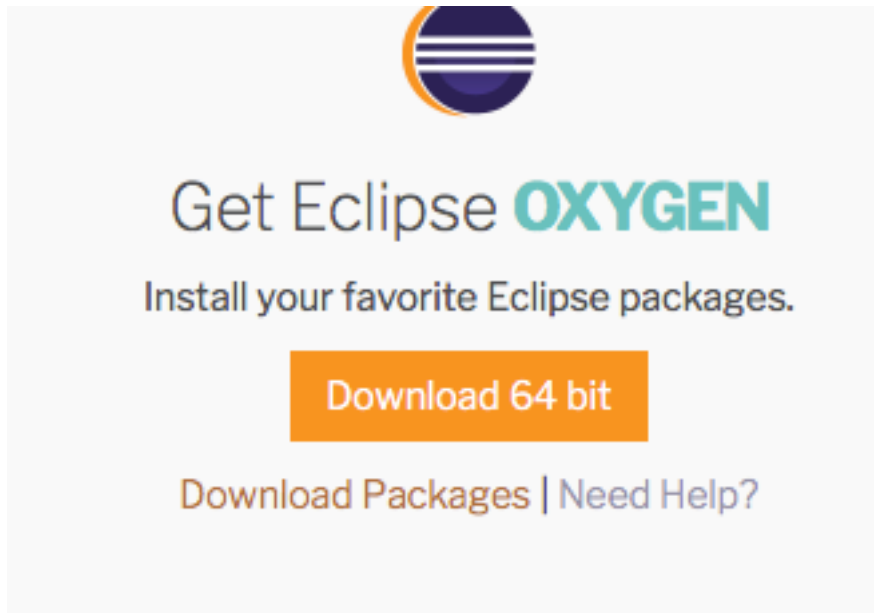 Get Eclipse OXYGEN
Install your favorite Eclipse packages.
Download 64 bit
Download Packages | Need Help?